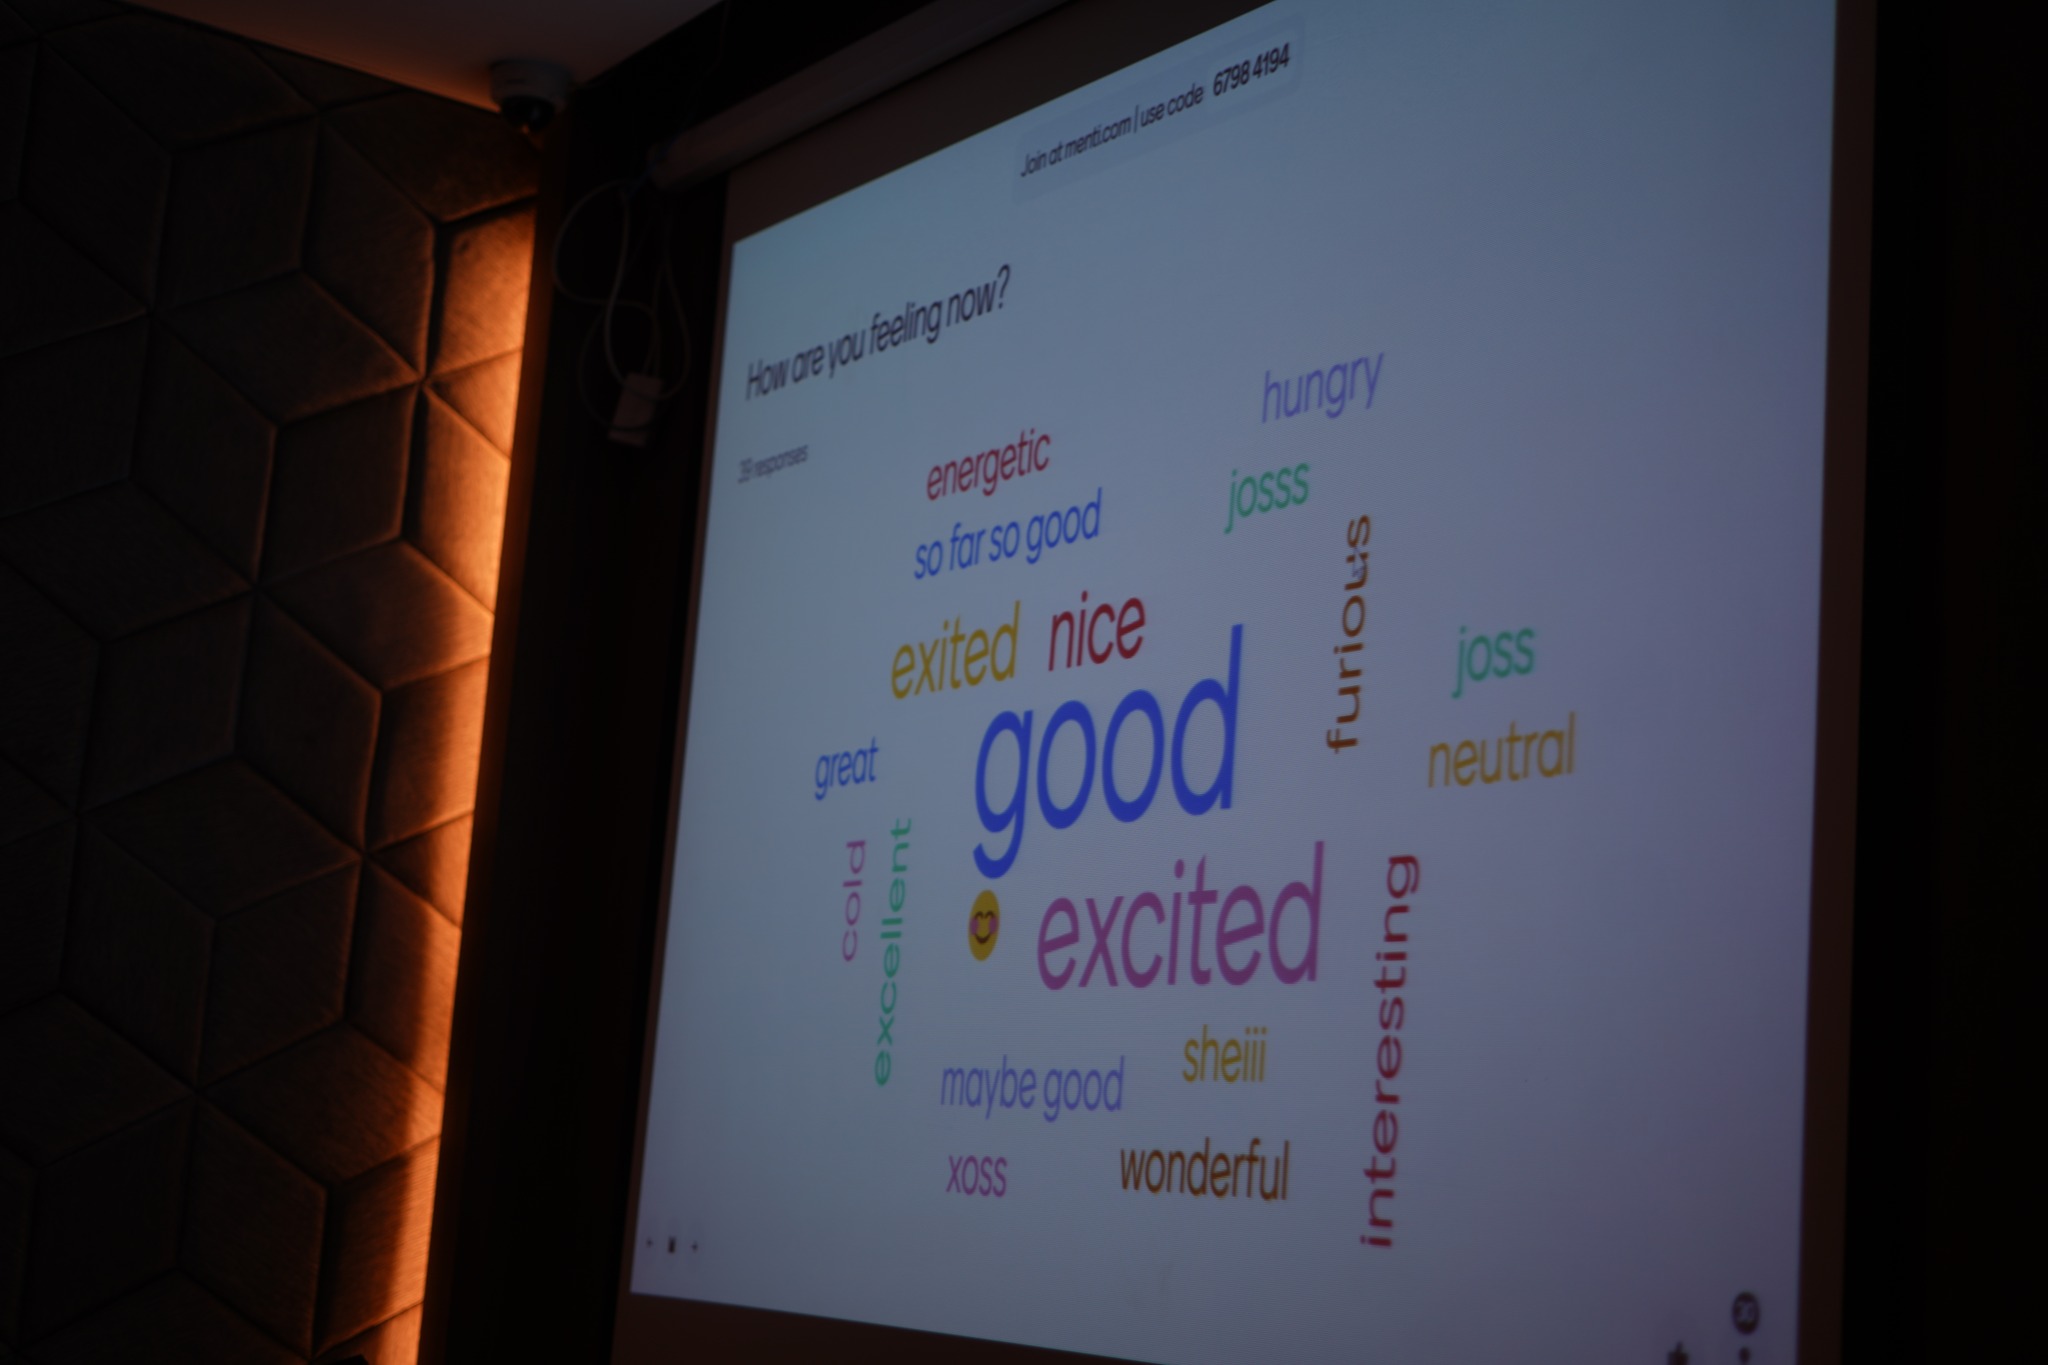 Join at menti.com | use code 6798 4194
How are you feeling now?
39 responses
hungry
energetic
josss
so far so good
furious
exited
nice
joss
good
neutral
great
cold
excellent
excited
interesting
sheiii
maybe good
xoss
wonderful